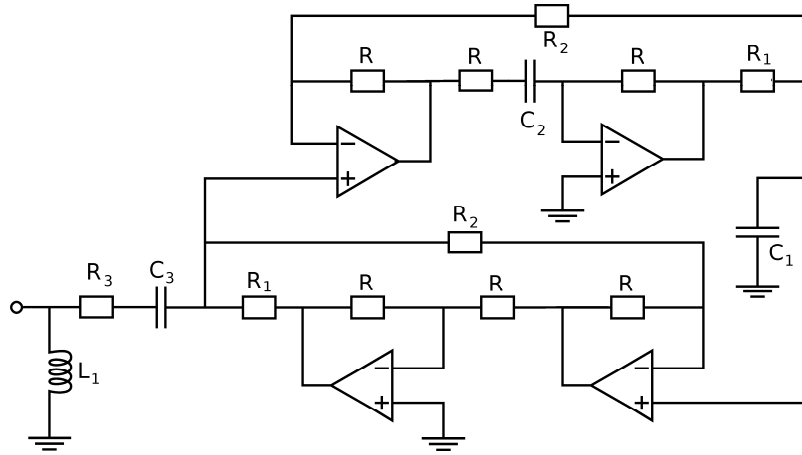 R₂
R R C₂ R R₁
− +
− +
R₂
C₁
R₃ C₃ R₁ R R R
L₁
− +
− +